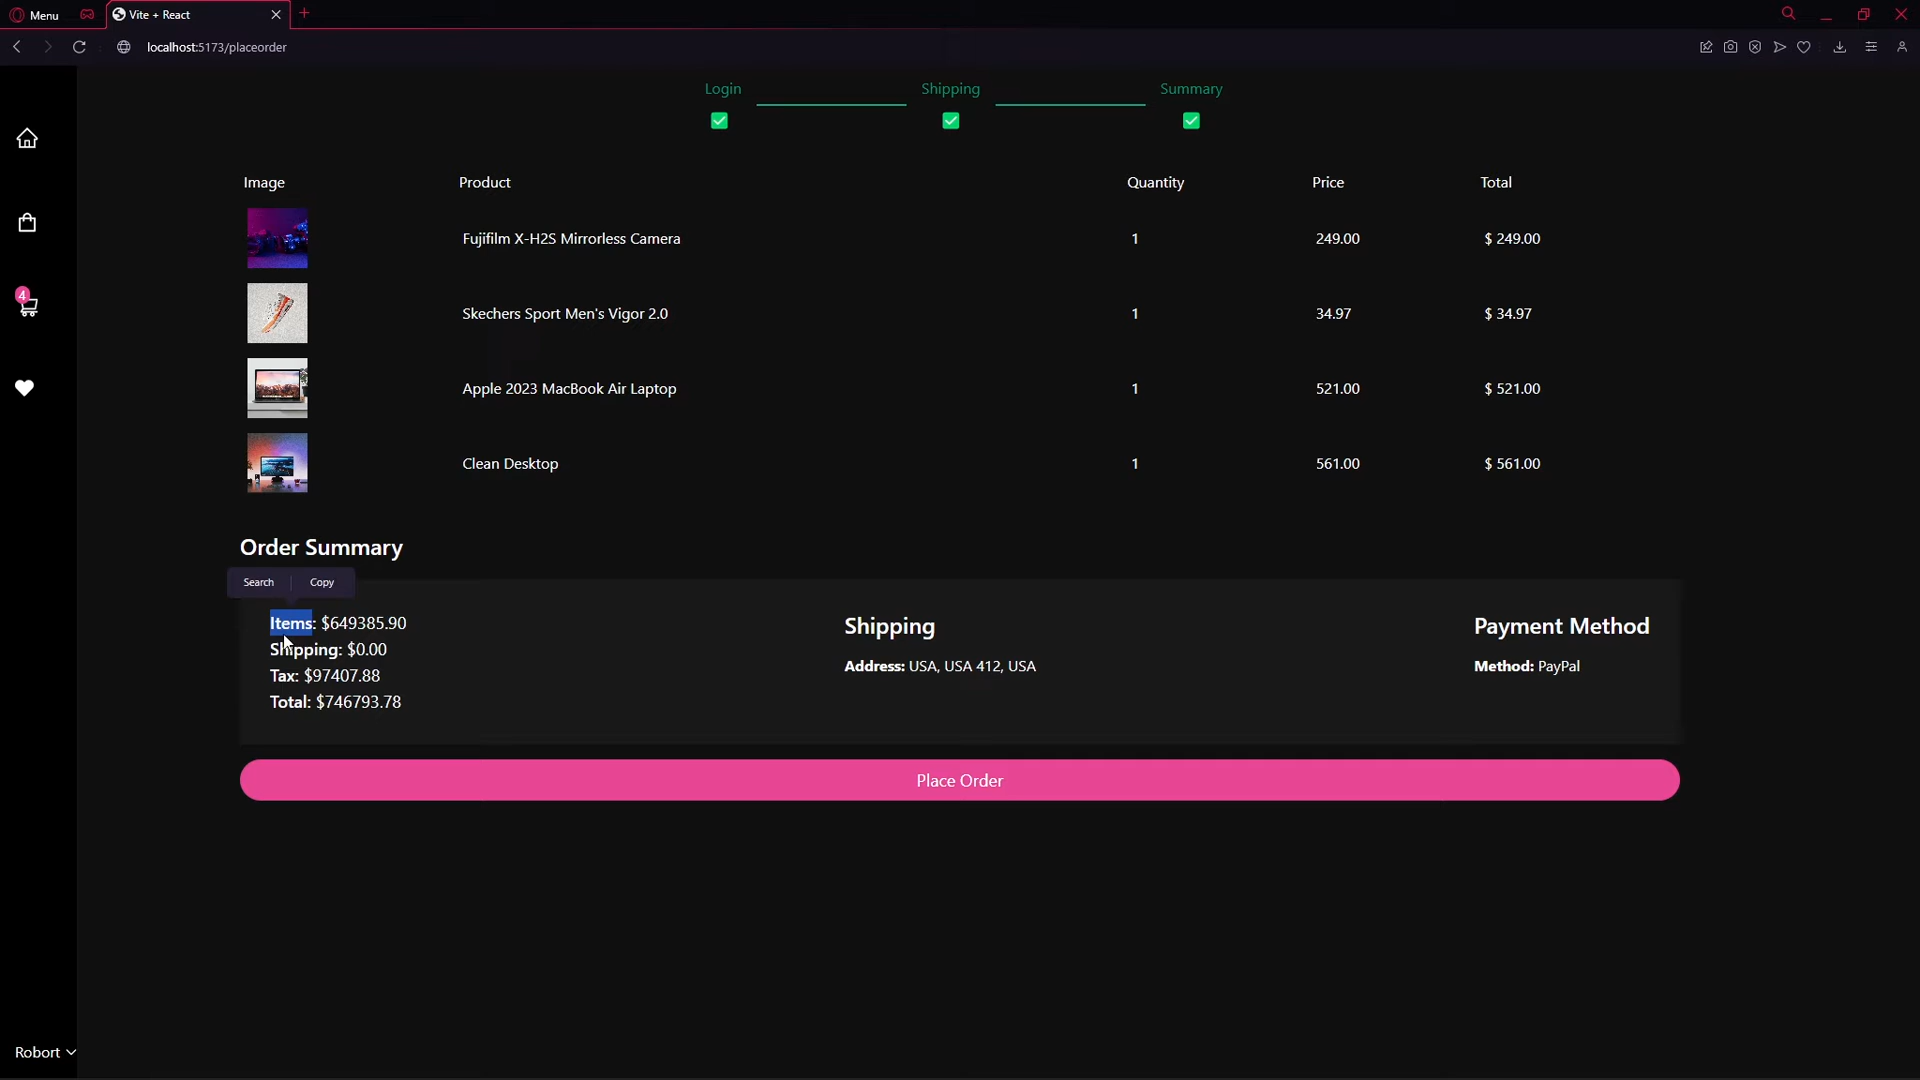 Menu
Vite + React
localhost:5173/placeorder
Login Shipping Summary
Image Product Quantity Price Total
Fujifilm X-H2S Mirrorless Camera 1 249.00 $ 249.00
4
Skechers Sport Men's Vigor 2.0 1 34.97 $ 34.97
Apple 2023 MacBook Air Laptop 1 521.00 $ 521.00
Clean Desktop 1 561.00 $ 561.00
Order Summary
Search Copy
Items: $649385.90
Shipping: $0.00
Tax: $97407.88
Total: $746793.78
Shipping
Address: USA, USA 412, USA
Payment Method
Method: PayPal
Place Order
Robort